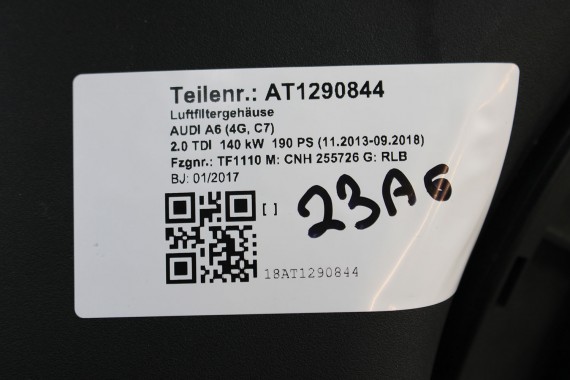 Teilenr.: AT1290844
Luftfiltergehäuse
AUDI A6 (4G, C7)
2.0 TDI 140 kW 190 PS (11.2013-09.2018)
Fzgnr.: TF1110 M: CNH 255726 G: RLB
BJ: 01/2017
[ ] 23A6
18AT1290844